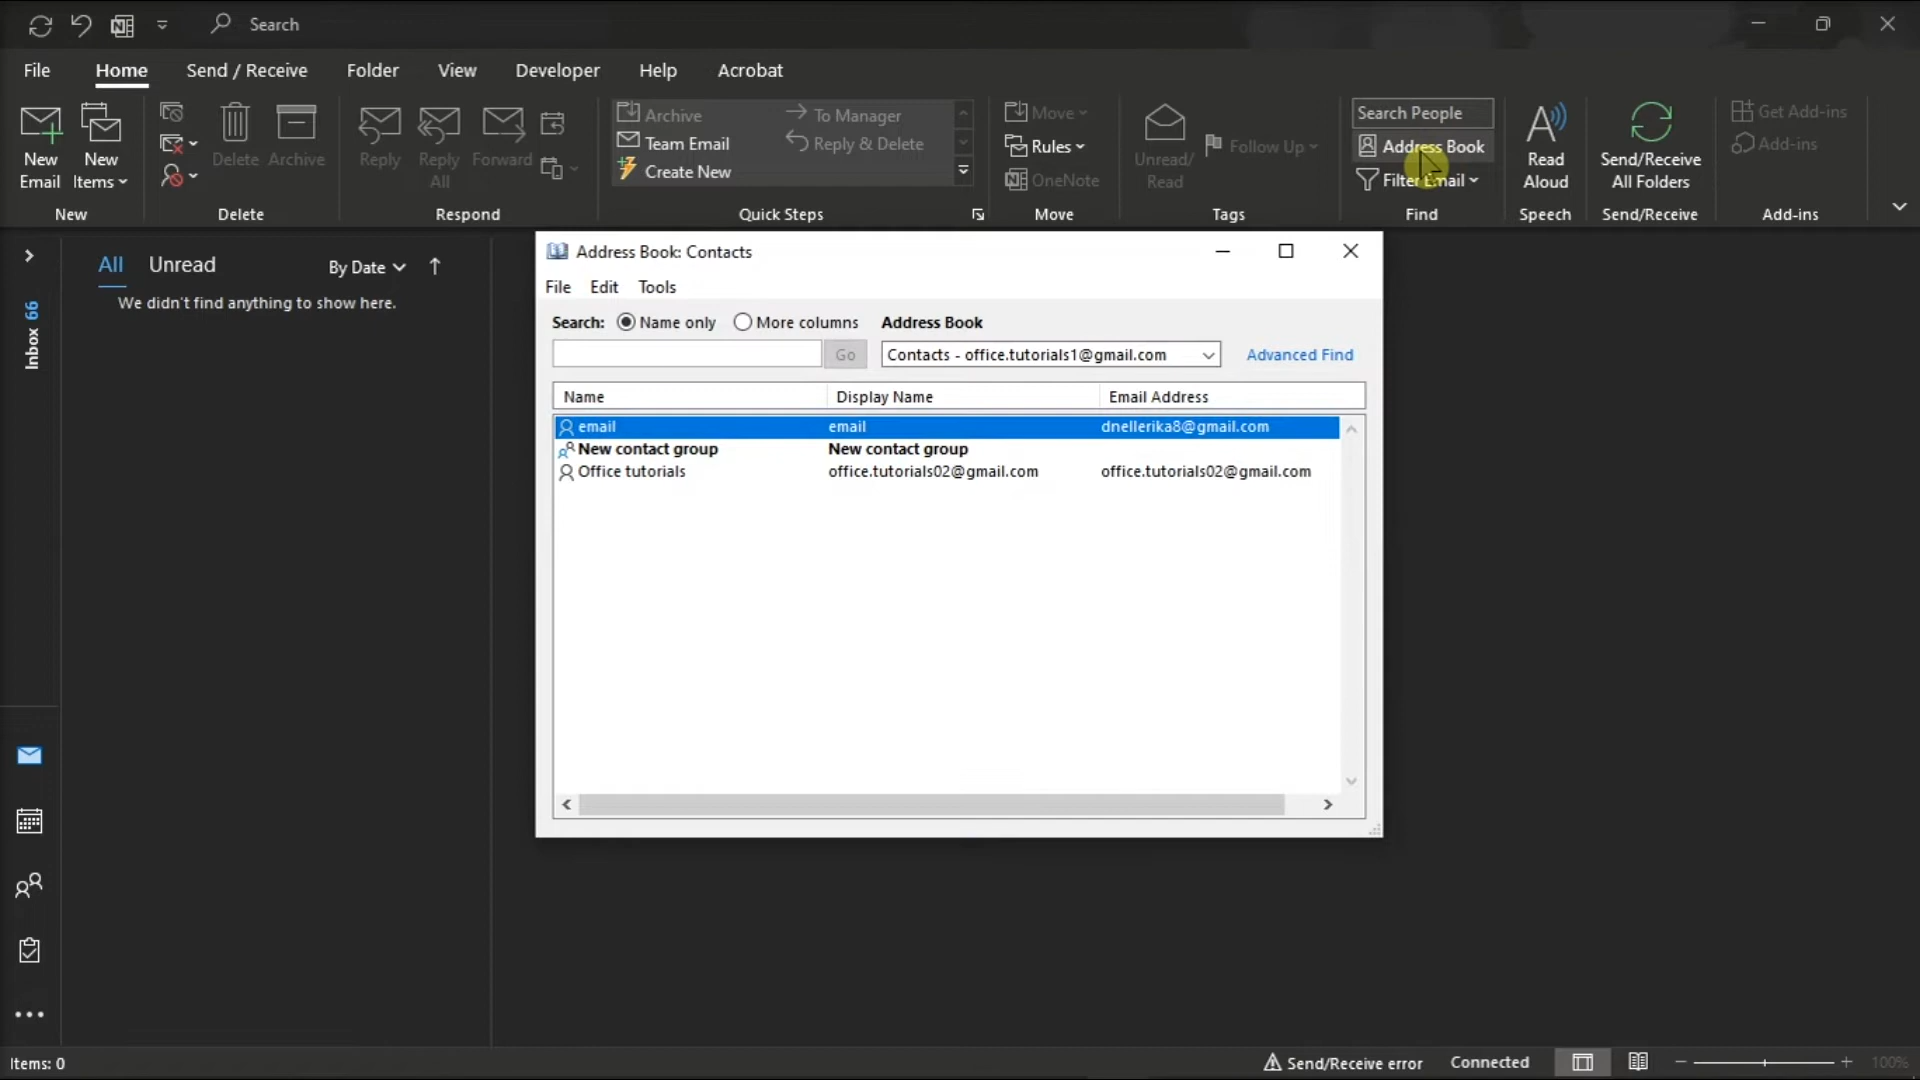 Search
File Home Send / Receive Folder View Developer Help Acrobat
New Email
New Items
Delete
Archive
Reply
Reply All
Forward
Archive
To Manager
Team Email
Reply & Delete
Create New
Move
Rules
OneNote
Unread/ Read
Follow Up
Search People
Address Book
Filter Email
Read Aloud
Send/Receive All Folders
Get Add-ins
Add-ins
New Delete Respond Quick Steps Move Tags Find Speech Send/Receive Add-ins
All Unread By Date
We didn't find anything to show here.
Inbox 66
Address Book: Contacts
File Edit Tools
Search: Name only More columns Address Book
Go Contacts - office.tutorials1@gmail.com Advanced Find
Name Display Name Email Address
email email dnellerika8@gmail.com
New contact group New contact group
Office tutorials office.tutorials02@gmail.com office.tutorials02@gmail.com
Items: 0 Send/Receive error Connected 100%